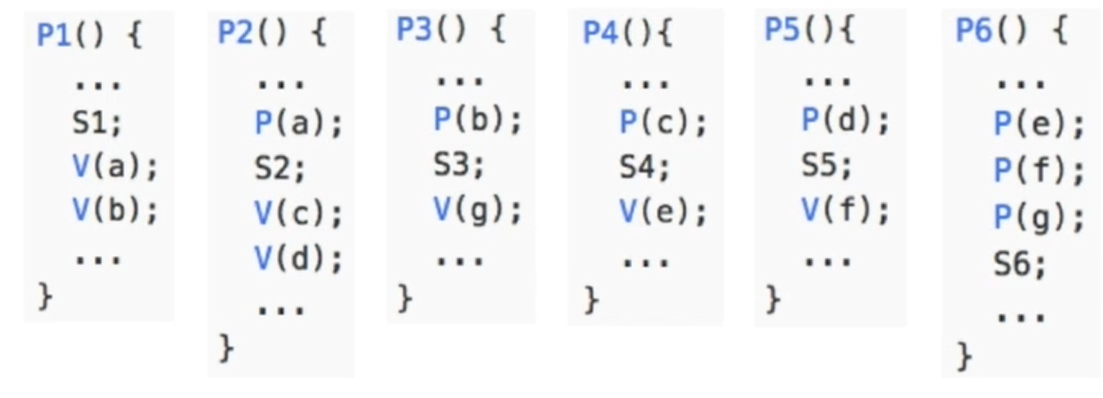 P1() {
...
S1;
V(a);
V(b);
...
}
P2() {
...
P(a);
S2;
V(c);
V(d);
...
}
P3() {
...
P(b);
S3;
V(g);
...
}
P4(){
...
P(c);
S4;
V(e);
...
}
P5(){
...
P(d);
S5;
V(f);
...
}
P6() {
...
P(e);
P(f);
P(g);
S6;
...
}